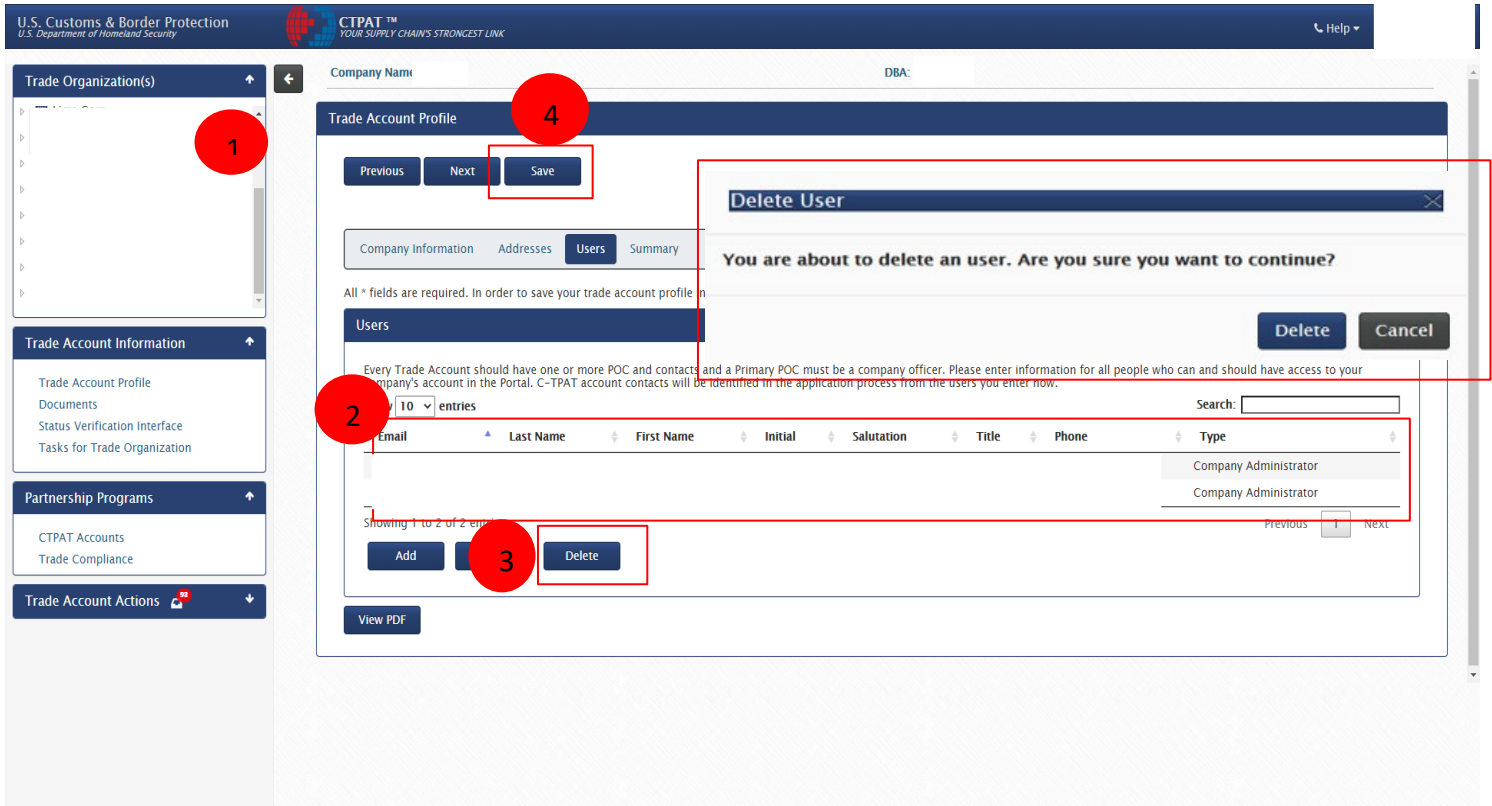 U.S. Customs & Border Protection
U.S. Department of Homeland Security
CTPAT ™
YOUR SUPPLY CHAIN'S STRONGEST LINK
Help
Trade Organization(s)
1
Trade Account Information
Trade Account Profile
Documents
Status Verification Interface
Tasks for Trade Organization
Partnership Programs
CTPAT Accounts
Trade Compliance
Trade Account Actions
Company Name
DBA:
Trade Account Profile
4
Previous Next Save
Company Information Addresses Users Summary
All * fields are required. In order to save your trade account profile
Delete User
You are about to delete an user. Are you sure you want to continue?
Delete Cancel
Users
Every Trade Account should have one or more POC and contacts and a Primary POC must be a company officer. Please enter information for all people who can and should have access to your
company's account in the Portal. C-TPAT account contacts will be identified in the application process from the users you enter now.
2
10 entries
Search:
Email Last Name First Name Initial Salutation Title Phone Type
Company Administrator
Company Administrator
Showing 1 to 2 of 2
Previous 1 Next
Add 3 Delete
View PDF